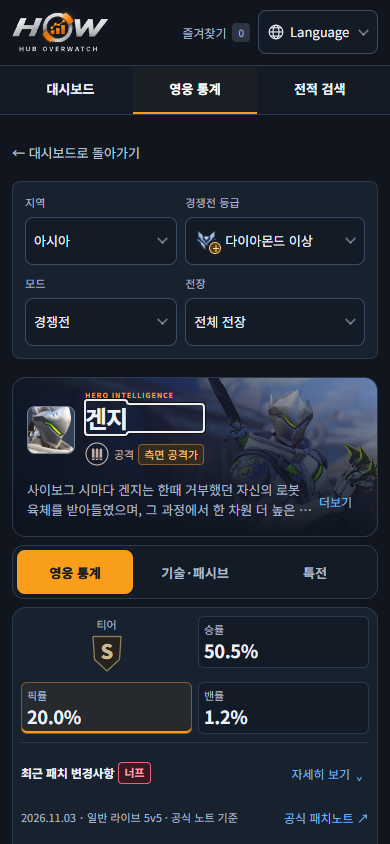 HOW
HUB OVERWATCH
즐겨찾기 0
Language
대시보드 영웅 통계 전적 검색
← 대시보드로 돌아가기
지역 경쟁전 등급
아시아 다이아몬드 이상
모드 전장
경쟁전 전체 전장
HERO INTELLIGENCE
겐지
공격 측면 공격가
사이보그 시마다 겐지는 한때 거부했던 자신의 로봇
육체를 받아들였으며, 그 과정에서 한 차원 더 높은 … 더보기
영웅 통계 기술·패시브 특전
티어
S
승률
50.5%
픽률
20.0%
밴률
1.2%
최근 패치 변경사항 너프 자세히 보기
2026.11.03 · 일반 라이브 5v5 · 공식 노트 기준 공식 패치노트 ↗